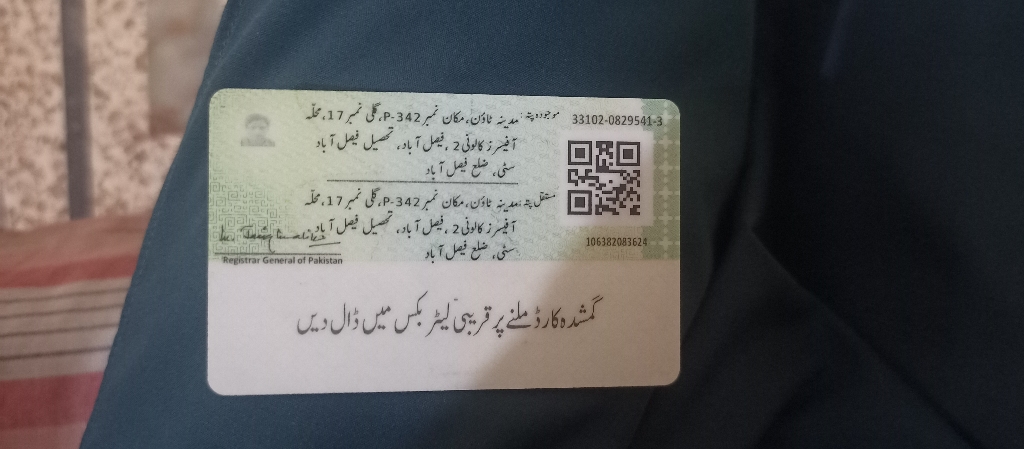 موجودہ پتہ: مدینہ ٹاؤن، مکان نمبر P-342، گلی نمبر 17، محلّہ
آفیسرز کالونی 2، فیصل آباد، تحصیل فیصل آباد
سٹی، ضلع فیصل آباد
33102-0829541-3
مستقل پتہ: مدینہ ٹاؤن، مکان نمبر P-342، گلی نمبر 17، محلّہ
آفیسرز کالونی 2، فیصل آباد، تحصیل فیصل آباد
سٹی، ضلع فیصل آباد
106382083624
Registrar General of Pakistan
گمشدہ کارڈ ملنے پر قریبی لیٹر بکس میں ڈال دیں